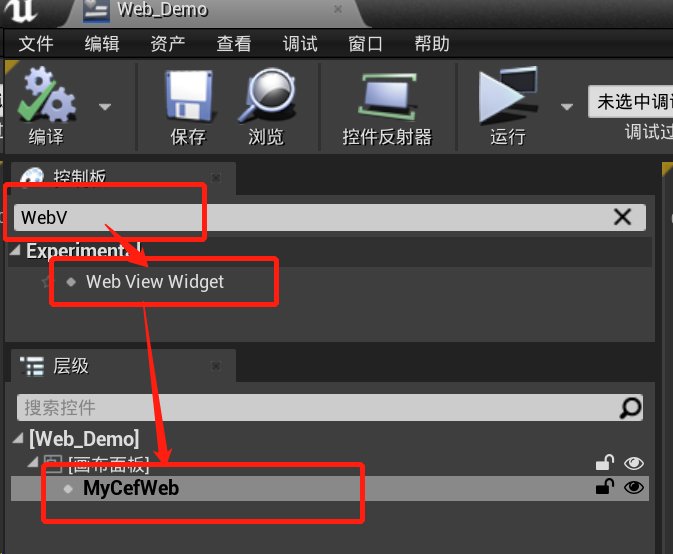 Web_Demo
文件 编辑 资产 查看 调试 窗口 帮助
编译 保存 浏览 控件反射器 运行 未选中调
调试过
控制板
WebV
Experimental
Web View Widget
层级
搜索控件
[Web_Demo]
[画布面板]
MyCefWeb